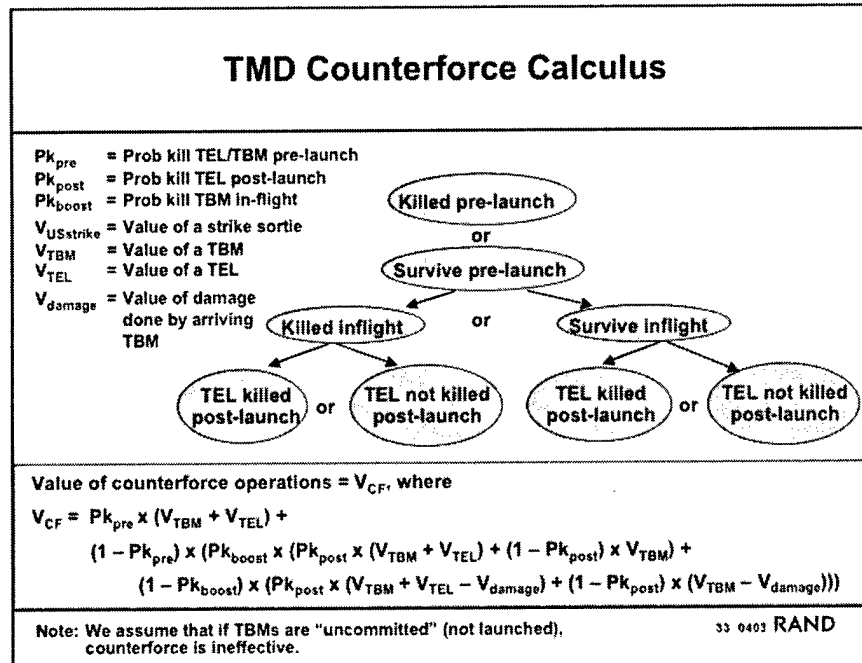 TMD Counterforce Calculus
Pk_pre = Prob kill TEL/TBM pre-launch
Pk_post = Prob kill TEL post-launch
Pk_boost = Prob kill TBM in-flight
V_USstrike = Value of a strike sortie
V_TBM = Value of a TBM
V_TEL = Value of a TEL
V_damage = Value of damage
done by arriving
TBM
Killed pre-launch
or
Survive pre-launch
Killed inflight
or
Survive inflight
TEL killed
post-launch
or
TEL not killed
post-launch
TEL killed
post-launch
or
TEL not killed
post-launch
Value of counterforce operations = V_CF, where
V_CF = Pk_pre x (V_TBM + V_TEL) +
(1 – Pk_pre) x (Pk_boost x (Pk_post x (V_TBM + V_TEL) + (1 – Pk_post) x V_TBM) +
(1 – Pk_boost) x (Pk_post x (V_TBM + V_TEL – V_damage) + (1 – Pk_post) x (V_TBM – V_damage)))
Note: We assume that if TBMs are "uncommitted" (not launched),
counterforce is ineffective.
33 0403 RAND